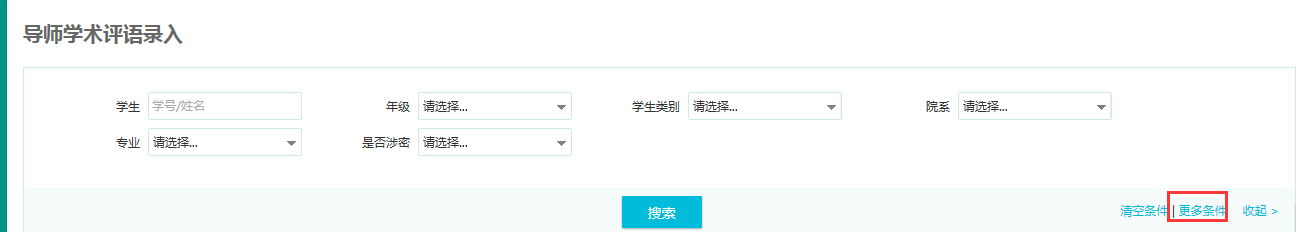 导师学术评语录入
学生 学号/姓名 年级 请选择... 学生类别 请选择... 院系 请选择...
专业 请选择... 是否涉密 请选择...
搜索 清空条件 | 更多条件 收起 >